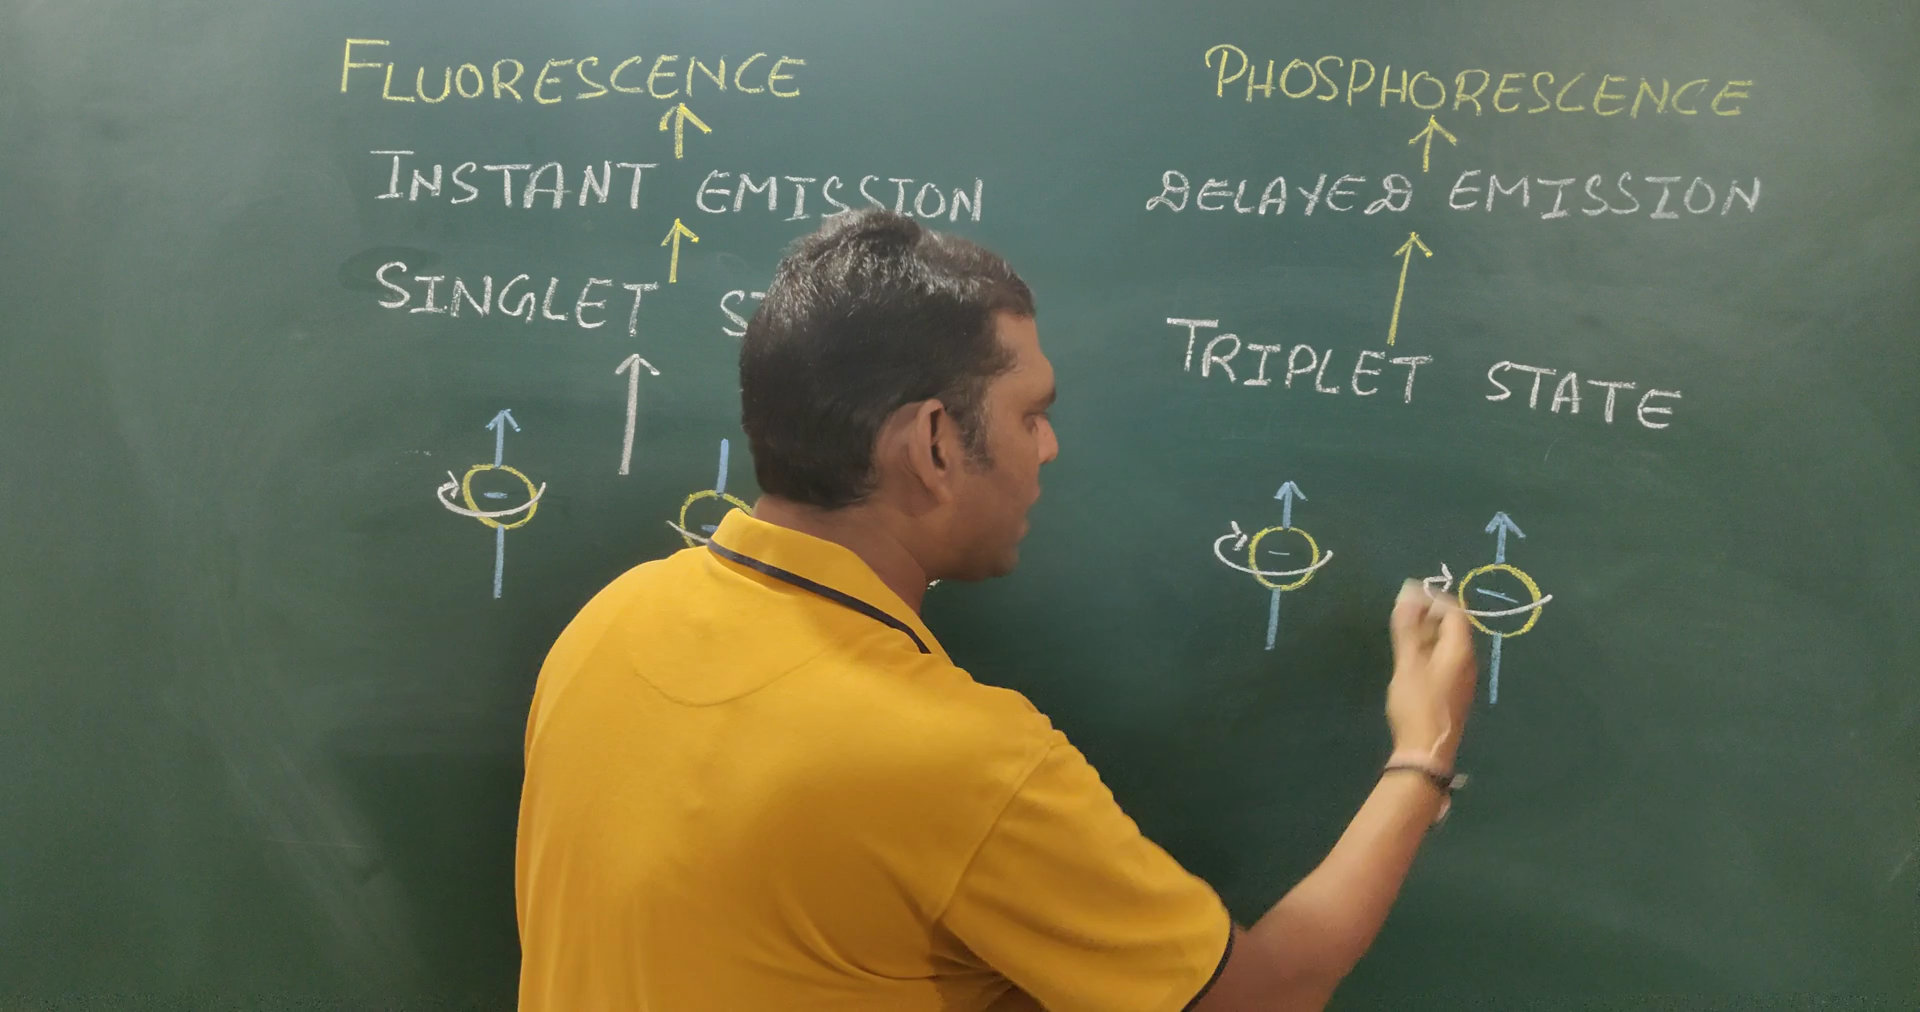 FLUORESCENCE
INSTANT EMISSION
SINGLET
PHOSPHORESCENCE
DELAYED EMISSION
TRIPLET STATE